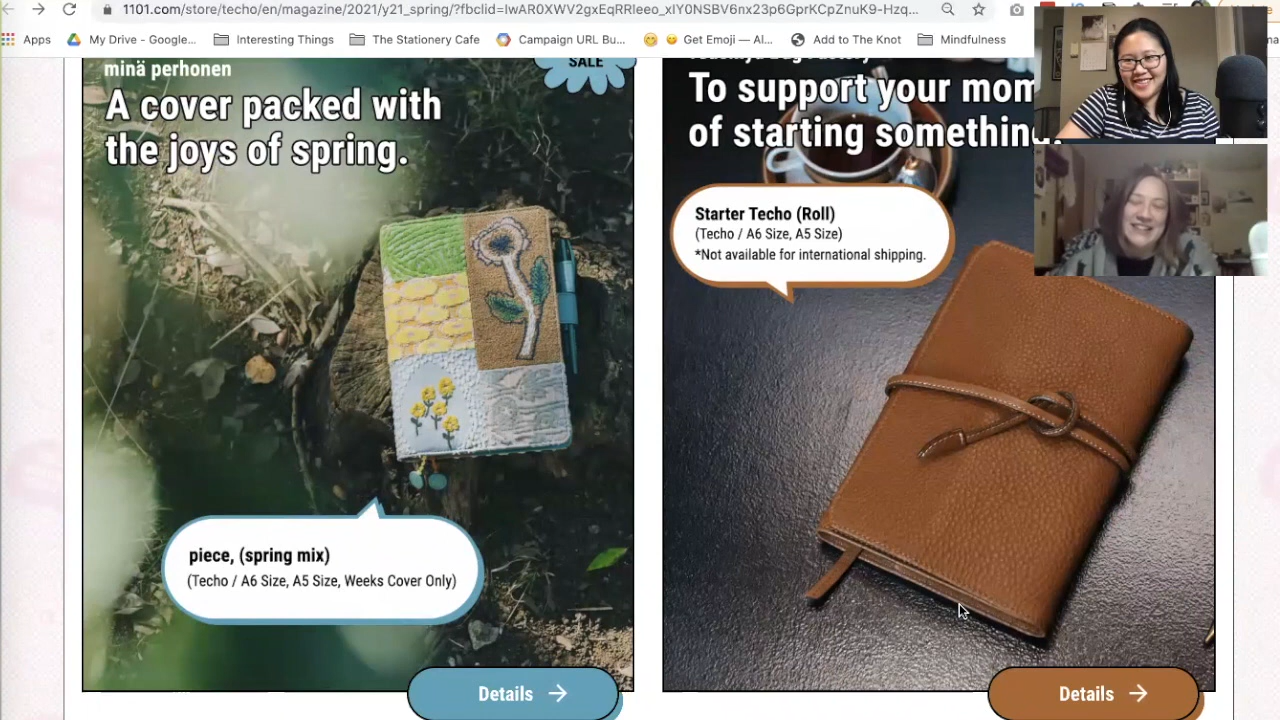 1101.com/store/techo/en/magazine/2021/y21_spring/?fbclid=IwAR0XWV2gxEqRRIeeo_xIY0NSBV6nx23p6GprKCpZnuK9-Hzq...
Apps
My Drive - Google...
Interesting Things
The Stationery Cafe
Campaign URL Bu...
Get Emoji — Al...
Add to The Knot
Mindfulness
minä perhonen
A cover packed with
the joys of spring.
SALE
piece, (spring mix)
(Techo / A6 Size, A5 Size, Weeks Cover Only)
Details →
To support your mom
of starting something.
Starter Techo (Roll)
(Techo / A6 Size, A5 Size)
*Not available for international shipping.
Details →